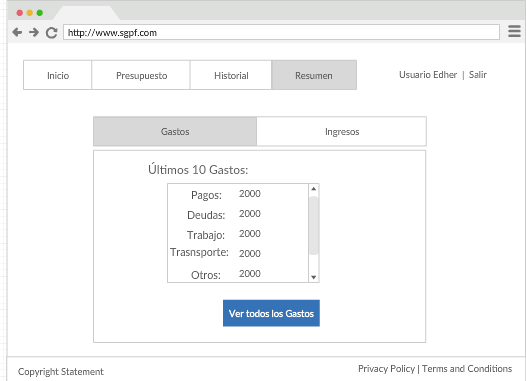 http://www.sgpf.com
Inicio Presupuesto Historial Resumen Usuario Edher | Salir
Gastos Ingresos
Últimos 10 Gastos:
Pagos: 2000
Deudas: 2000
Trabajo: 2000
Trasnsporte: 2000
Otros: 2000
Ver todos los Gastos
Copyright Statement Privacy Policy | Terms and Conditions